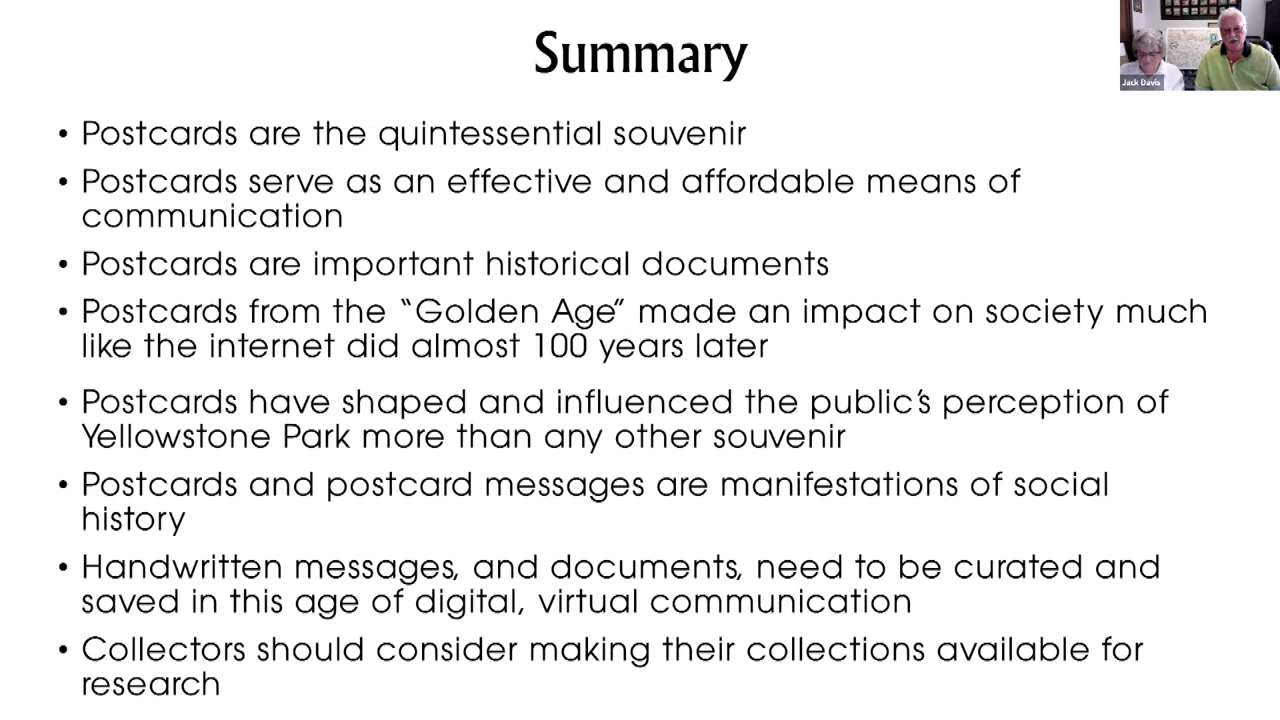 Summary
Jack Davis
• Postcards are the quintessential souvenir
• Postcards serve as an effective and affordable means of
communication
• Postcards are important historical documents
• Postcards from the “Golden Age” made an impact on society much
like the internet did almost 100 years later
• Postcards have shaped and influenced the public’s perception of
Yellowstone Park more than any other souvenir
• Postcards and postcard messages are manifestations of social
history
• Handwritten messages, and documents, need to be curated and
saved in this age of digital, virtual communication
• Collectors should consider making their collections available for
research